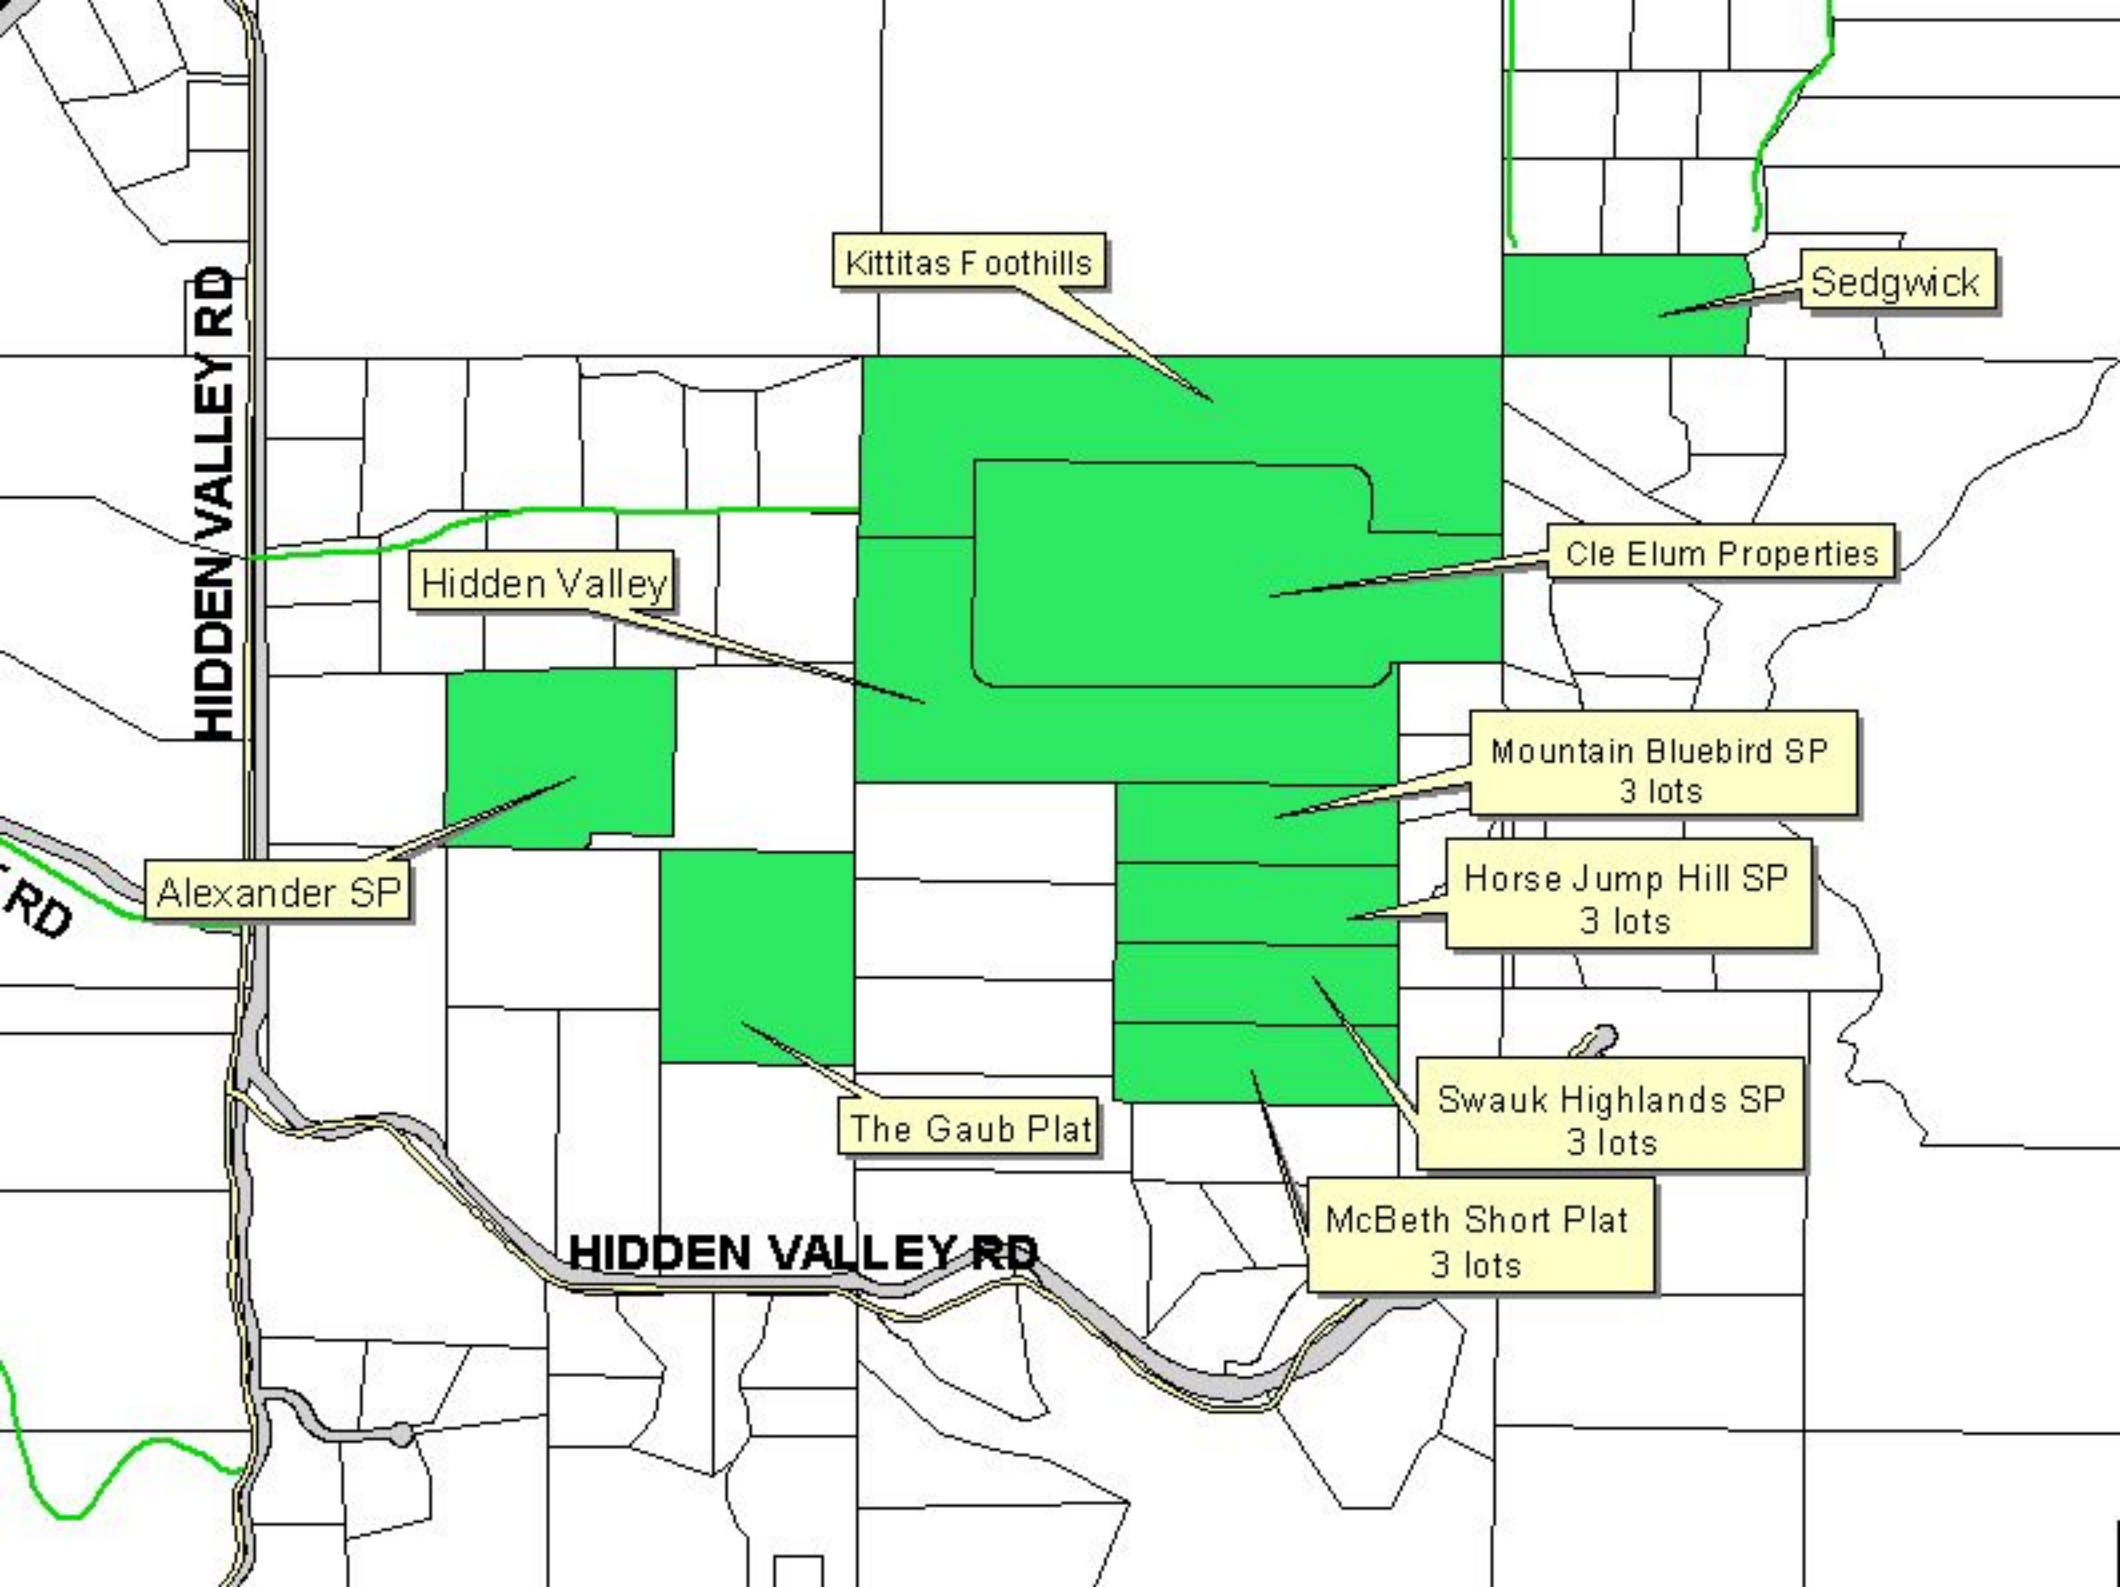 Kittitas Foothills
Sedgwick
HIDDEN VALLEY RD
Cle Elum Properties
Hidden Valley
Mountain Bluebird SP
3 lots
Horse Jump Hill SP
3 lots
Alexander SP
RD
Swauk Highlands SP
3 lots
The Gaub Plat
McBeth Short Plat
3 lots
HIDDEN VALLEY RD